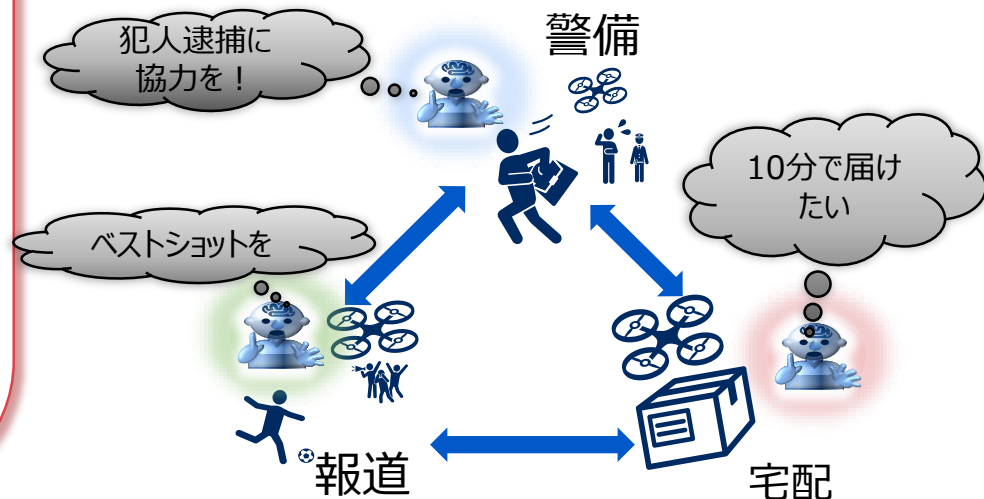 警備
犯人逮捕に
協力を！
10分で届け
たい
ベストショットを
報道
宅配